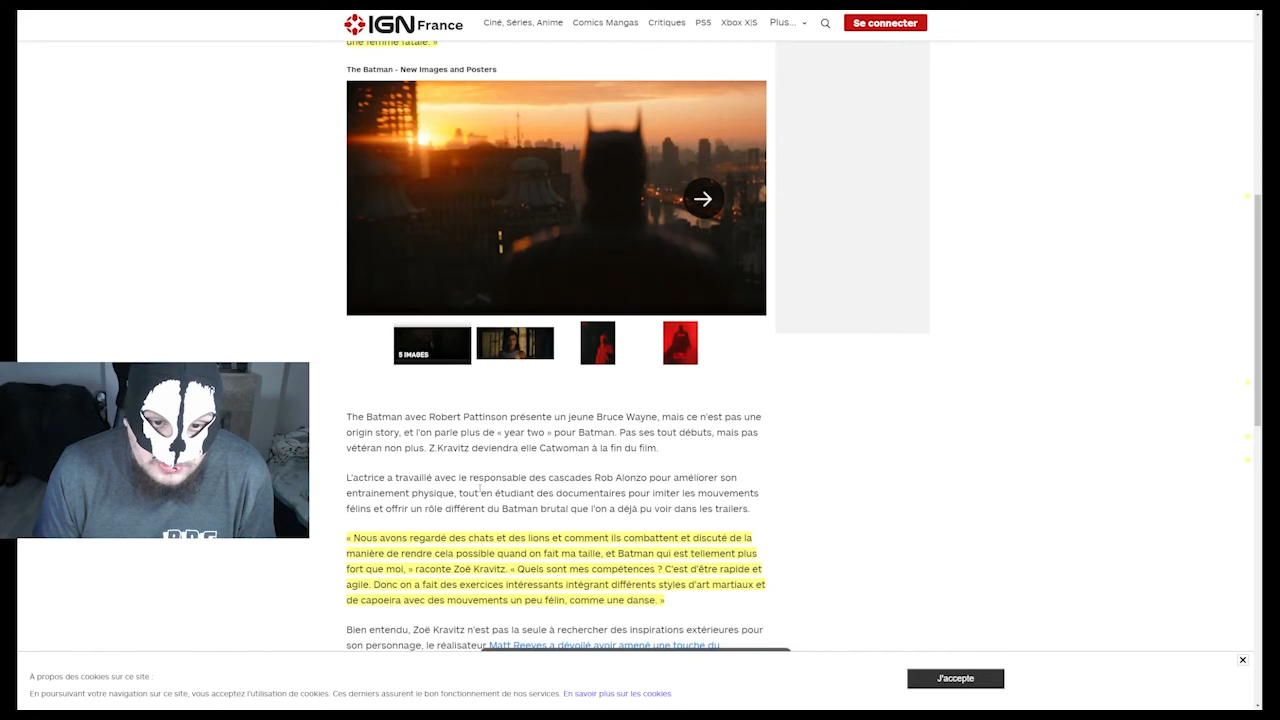 IGN France Ciné, Séries, Anime Comics Mangas Critiques PS5 Xbox X|S Plus... Se connecter
une femme fatale. »
The Batman - New Images and Posters
5 IMAGES
The Batman avec Robert Pattinson présente un jeune Bruce Wayne, mais ce n'est pas une
origin story, et l'on parle plus de « year two » pour Batman. Pas ses tout débuts, mais pas
vétéran non plus. Z.Kravitz deviendra elle Catwoman à la fin du film.
L'actrice a travaillé avec le responsable des cascades Rob Alonzo pour améliorer son
entrainement physique, tout en étudiant des documentaires pour imiter les mouvements
félins et offrir un rôle différent du Batman brutal que l'on a déjà pu voir dans les trailers.
« Nous avons regardé des chats et des lions et comment ils combattent et discuté de la
manière de rendre cela possible quand on fait ma taille, et Batman qui est tellement plus
fort que moi, » raconte Zoë Kravitz. « Quels sont mes compétences ? C'est d'être rapide et
agile. Donc on a fait des exercices intéressants intégrant différents styles d'art martiaux et
de capoeira avec des mouvements un peu félin, comme une danse. »
Bien entendu, Zoë Kravitz n'est pas la seule à rechercher des inspirations extérieures pour
son personnage, le réalisateur Matt Reeves a dévoilé avoir amené une touche du
À propos des cookies sur ce site :
En poursuivant votre navigation sur ce site, vous acceptez l'utilisation de cookies. Ces derniers assurent le bon fonctionnement de nos services. En savoir plus sur les cookies
J'accepte